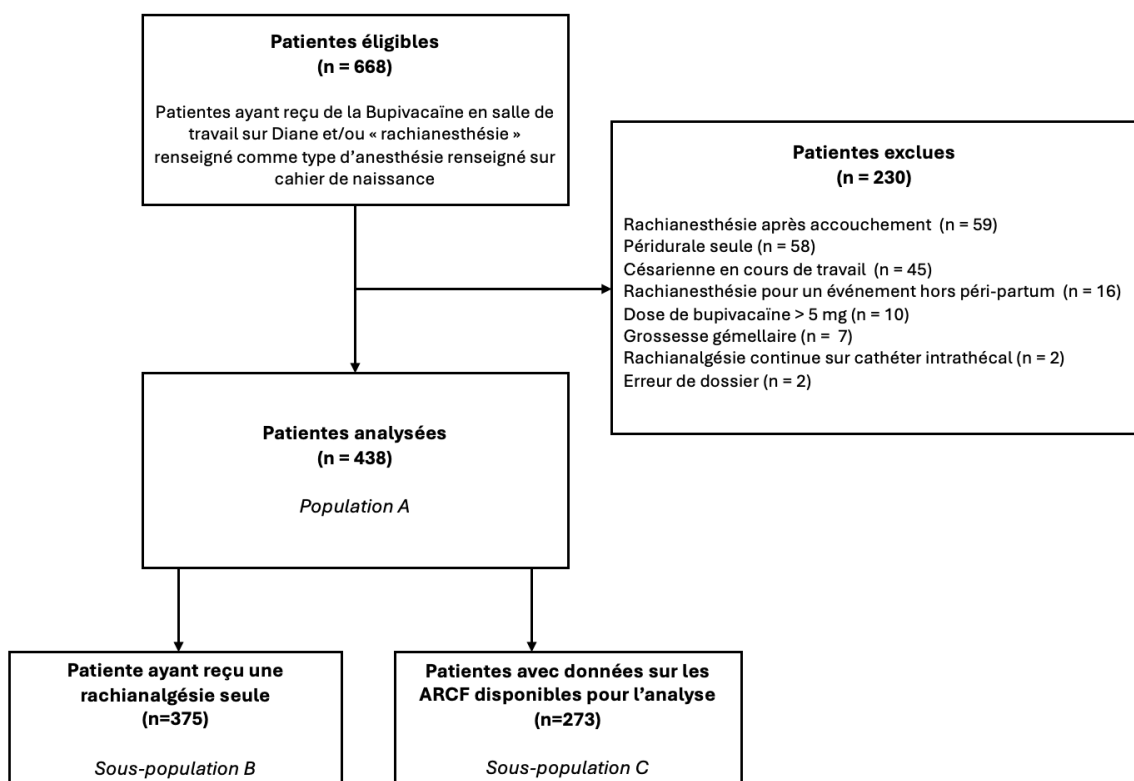 Patientes éligibles
(n = 668)
Patientes ayant reçu de la Bupivacaïne en salle de
travail sur Diane et/ou « rachianesthésie »
renseigné comme type d’anesthésie renseigné sur
cahier de naissance
Patientes exclues
(n = 230)
Rachianesthésie après accouchement (n = 59)
Péridurale seule (n = 58)
Césarienne en cours de travail (n = 45)
Rachianesthésie pour un événement hors péri-partum (n = 16)
Dose de bupivacaïne > 5 mg (n = 10)
Grossesse gémellaire (n = 7)
Rachianalgésie continue sur cathéter intrathécal (n = 2)
Erreur de dossier (n = 2)
Patientes analysées
(n = 438)
Population A
Patiente ayant reçu une
rachianalgésie seule
(n=375)
Sous-population B
Patientes avec données sur les
ARCF disponibles pour l’analyse
(n=273)
Sous-population C